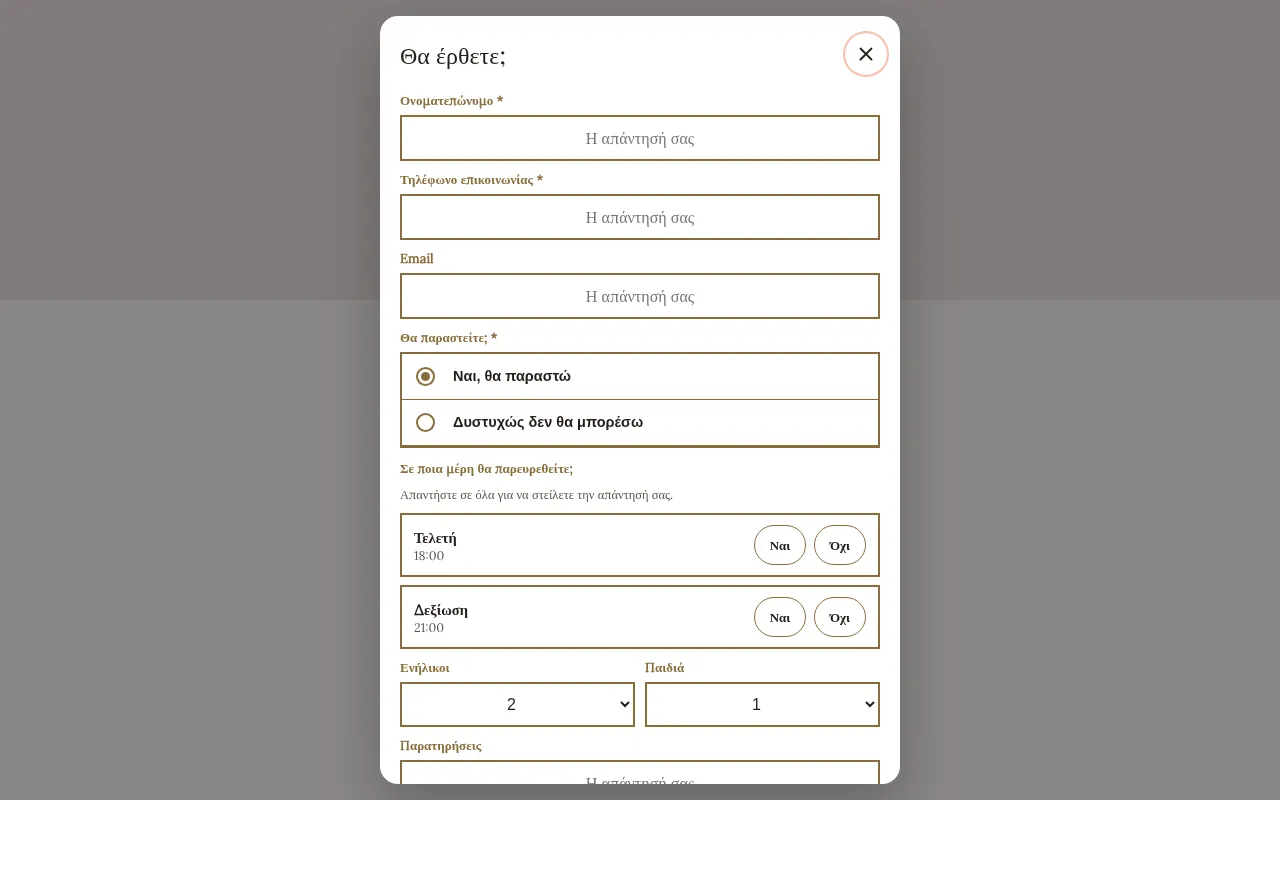 Θα έρθετε;
Ονοματεπώνυμο *
Η απάντησή σας
Τηλέφωνο επικοινωνίας *
Η απάντησή σας
Email
Η απάντησή σας
Θα παραστείτε; *
Ναι, θα παραστώ
Δυστυχώς δεν θα μπορέσω
Σε ποια μέρη θα παρευρεθείτε;
Απαντήστε σε όλα για να στείλετε την απάντησή σας.
Τελετή
18:00
Ναι Όχι
Δεξίωση
21:00
Ναι Όχι
Ενήλικοι Παιδιά
2 1
Παρατηρήσεις
Η απάντησή σας